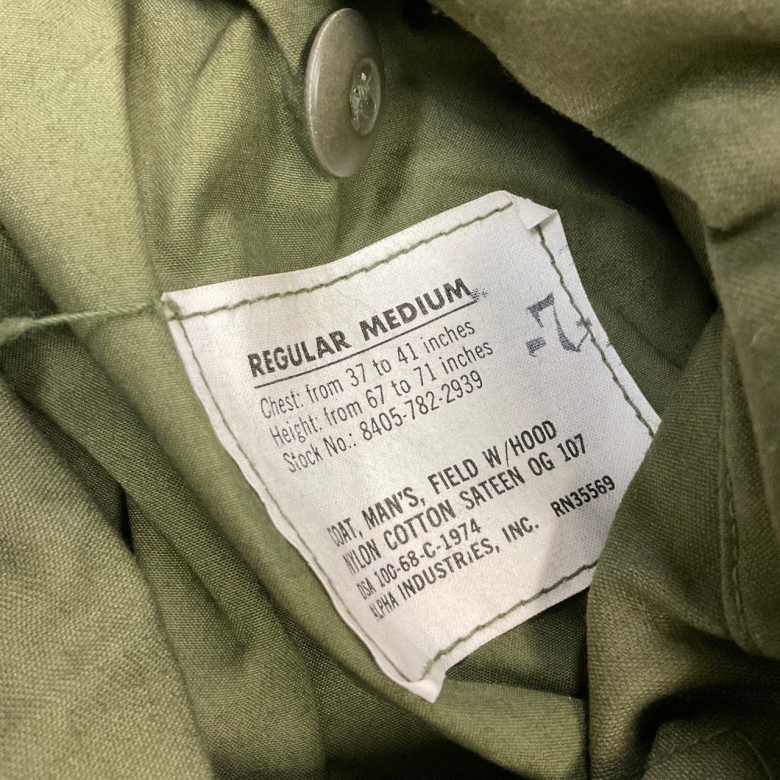 REGULAR MEDIUM
Chest: from 37 to 41 inches
Height: from 67 to 71 inches
Stock No.: 8405-782-2939
-2-
COAT, MAN'S, FIELD W/HOOD
NYLON COTTON SATEEN OG 107
DSA 100-68-C-1974
ALPHA INDUSTRIES, INC. RN35569